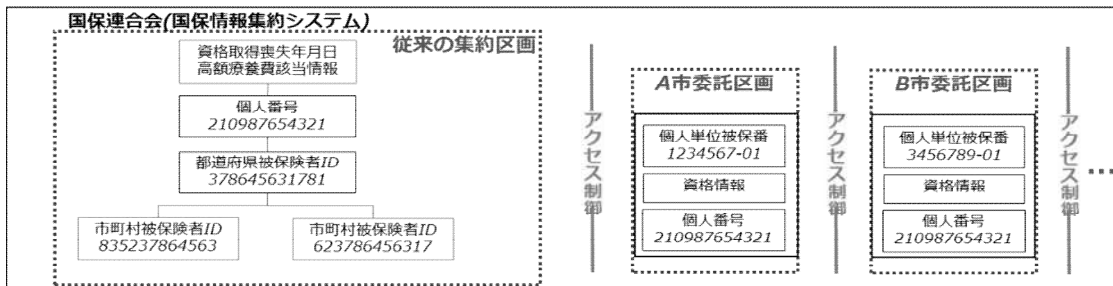 国保連合会(国保情報集約システム)
従来の集約区画
資格取得喪失年月日
高額療養費該当情報
個人番号
210987654321
都道府県被保険者ID
378645631781
市町村被保険者ID
835237864563
市町村被保険者ID
623786456317
アクセス制御
A市委託区画
個人単位被保番
1234567-01
資格情報
個人番号
210987654321
アクセス制御
B市委託区画
個人単位被保番
3456789-01
資格情報
個人番号
210987654321
アクセス制御
…